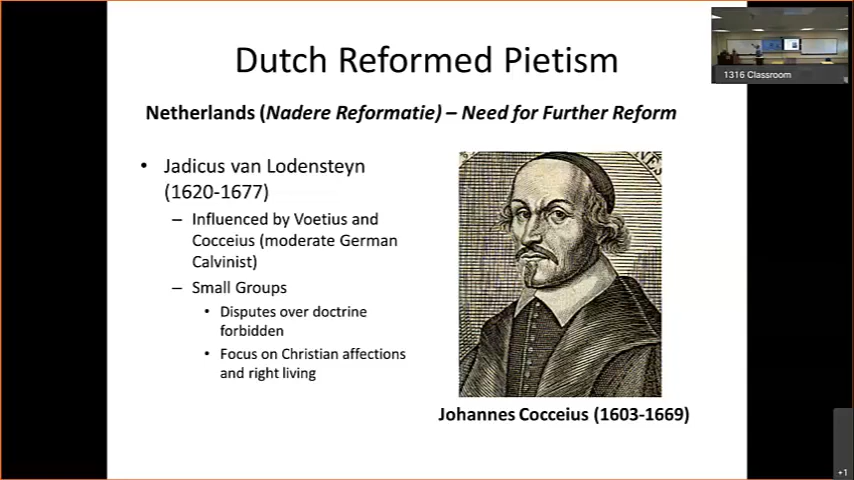 Dutch Reformed Pietism
1316 Classroom
Netherlands (Nadere Reformatie) – Need for Further Reform
• Jadicus van Lodensteyn
(1620-1677)
– Influenced by Voetius and
Cocceius (moderate German
Calvinist)
– Small Groups
• Disputes over doctrine
forbidden
• Focus on Christian affections
and right living
Johannes Cocceius (1603-1669)
+1